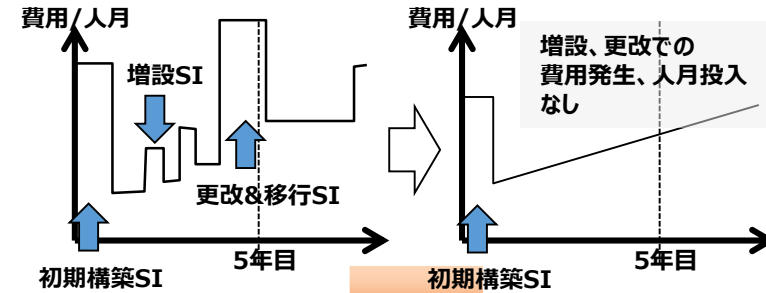 費用/人月
増設SI
更改&移行SI
5年目
初期構築SI
費用/人月
増設、更改での
費用発生、人月投入
なし
5年目
初期構築SI